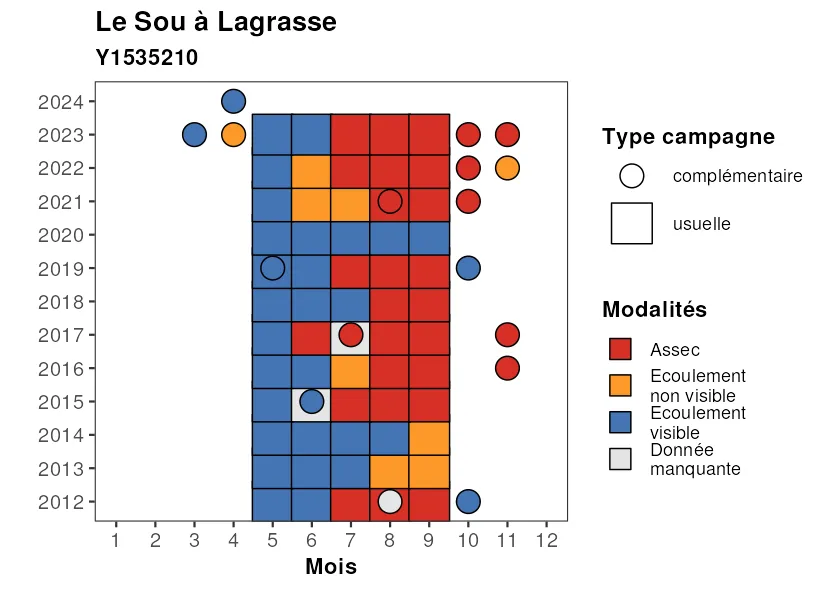 Le Sou à Lagrasse
Y1535210
2024
2023
2022
2021
2020
2019
2018
2017
2016
2015
2014
2013
2012
1 2 3 4 5 6 7 8 9 10 11 12
Mois
Type campagne
complémentaire
usuelle
Modalités
Assec
Ecoulement
non visible
Ecoulement
visible
Donnée
manquante